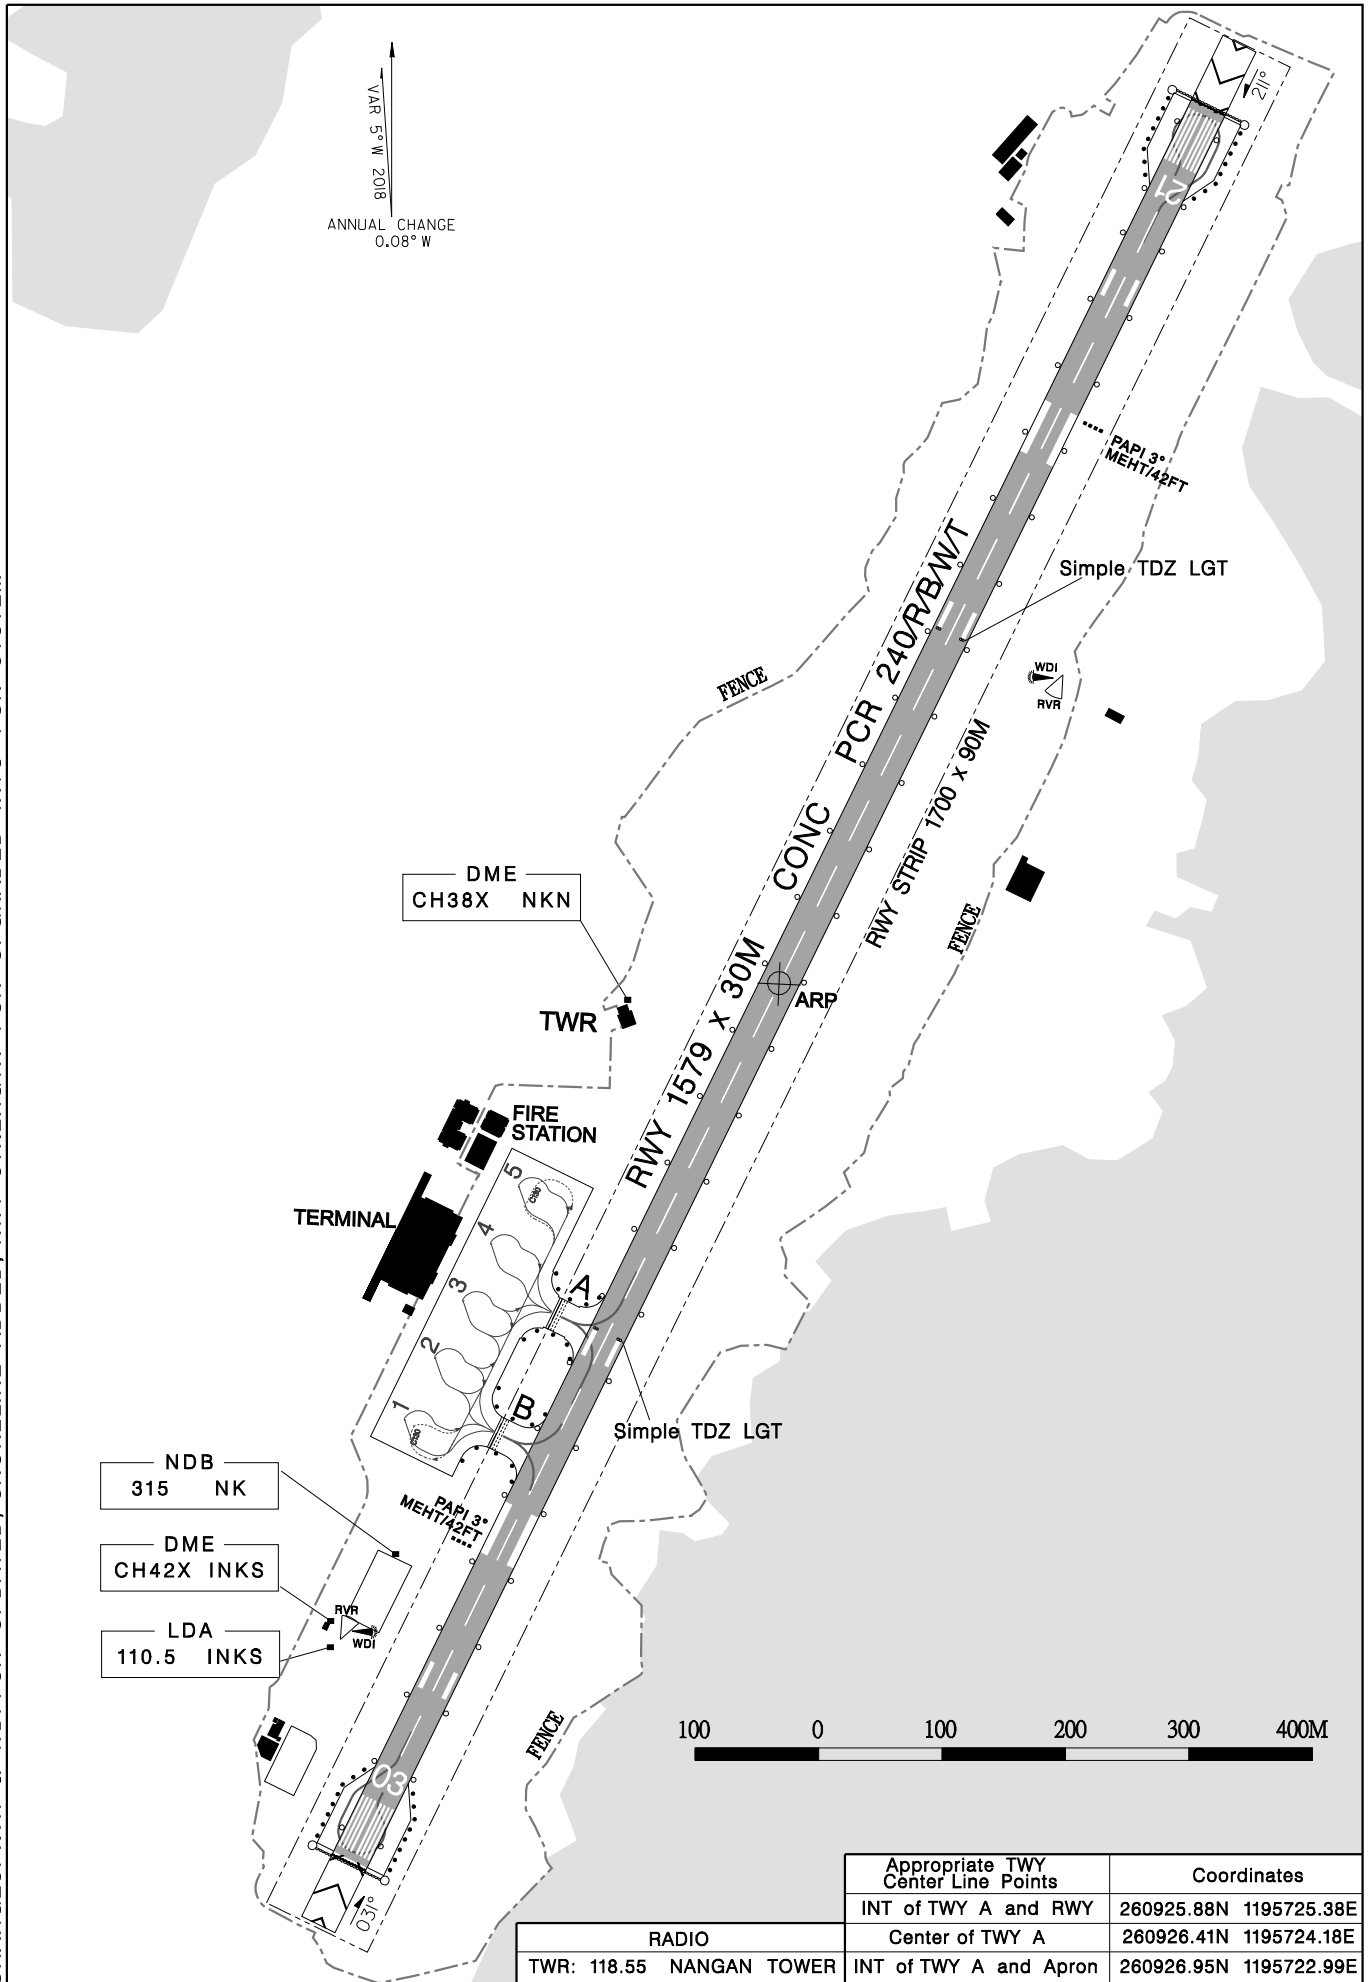 211°
VAR 5° W 2018
ANNUAL CHANGE
0.08° W
21
PAPI 3°
MEHT/42FT
Simple TDZ LGT
RWY 1579 x 30M CONC PCR 240/R/B/W/T
FENCE
WDI
RVR
RWY STRIP 1700 x 90M
DME
CH38X NKN
FENCE
ARP
TWR
FIRE
STATION
5
C130
TERMINAL
4
3
A
2
B
1
C130
Simple TDZ LGT
NDB
315 NK
PAPI 3°
MEHT/42FT
DME
CH42X INKS
RVR
WDI
LDA
110.5 INKS
FENCE
100 0 100 200 300 400M
03
031°
Appropriate TWY
Center Line Points
Coordinates
INT of TWY A and RWY 260925.88N 1195725.38E
RADIO
Center of TWY A 260926.41N 1195724.18E
TWR: 118.55 NANGAN TOWER
INT of TWY A and Apron 260926.95N 1195722.99E